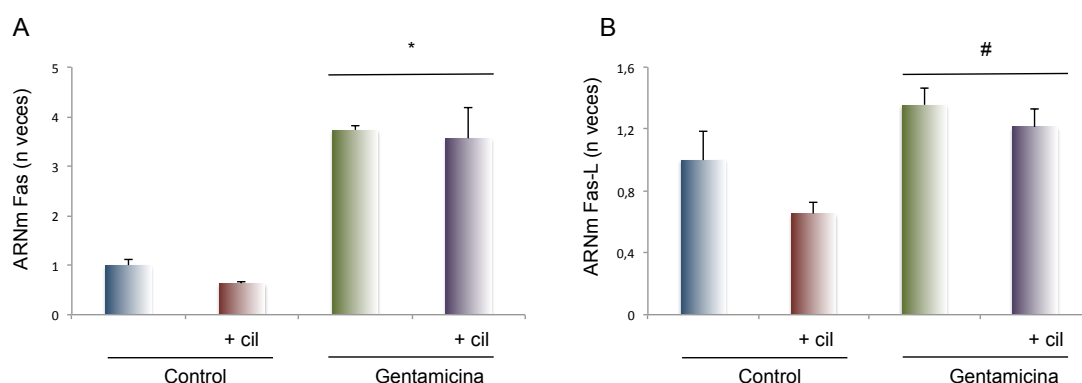 A
ARNm Fas (n veces)
5
4
3
2
1
0
*
+ cil
+ cil
Control
Gentamicina
B
ARNm Fas-L (n veces)
1,6
1,2
0,8
0,4
0
#
+ cil
+ cil
Control
Gentamicina